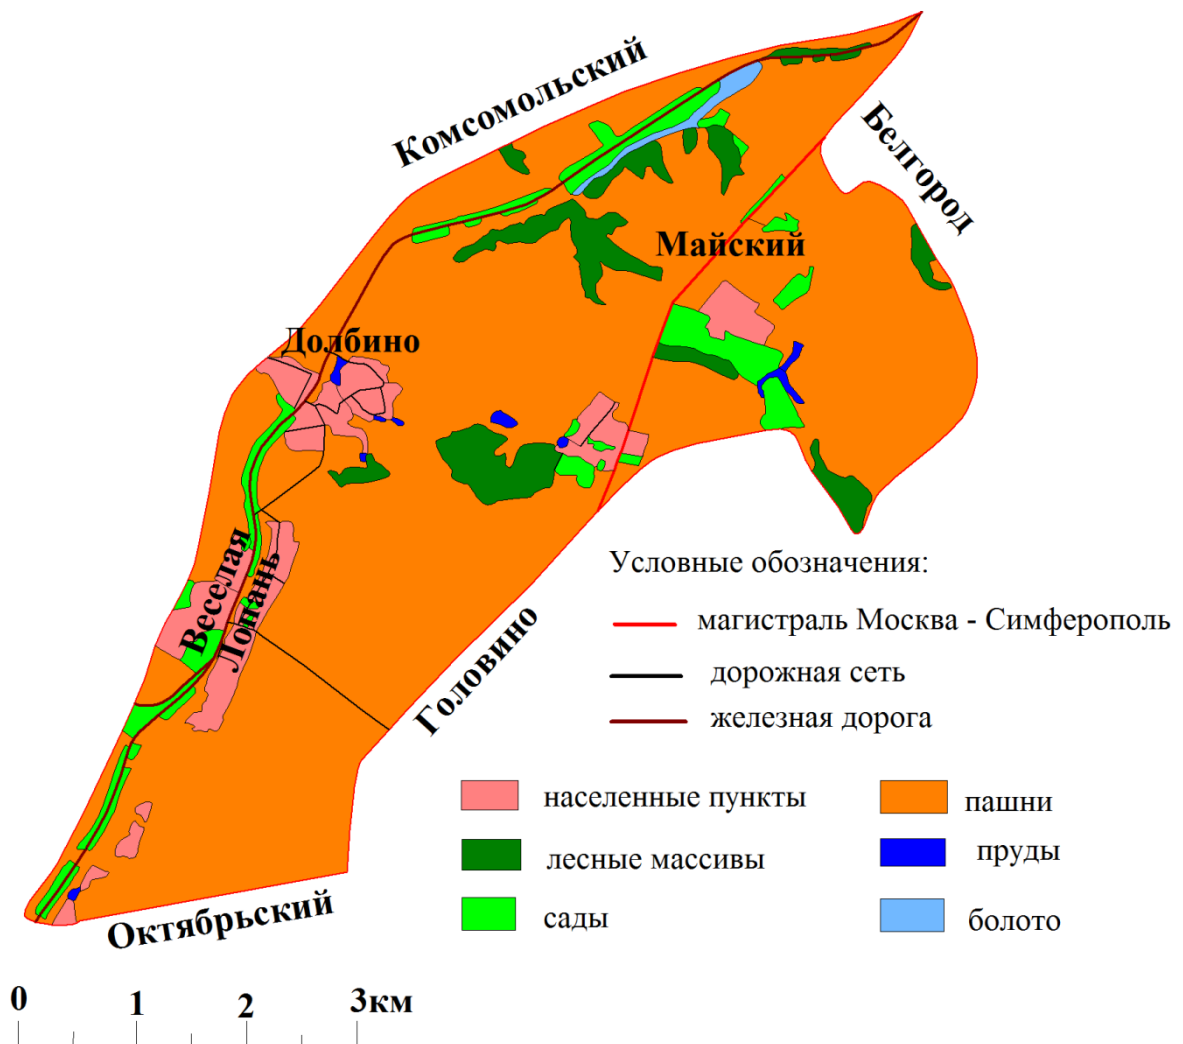 Комсомольский
Белгород
Майский
Долбино
Веселая
Лопань
Головино
Октябрьский
Условные обозначения:
магистраль Москва - Симферополь
дорожная сеть
железная дорога
населенные пункты
пашни
лесные массивы
пруды
сады
болото
0 1 2 3км